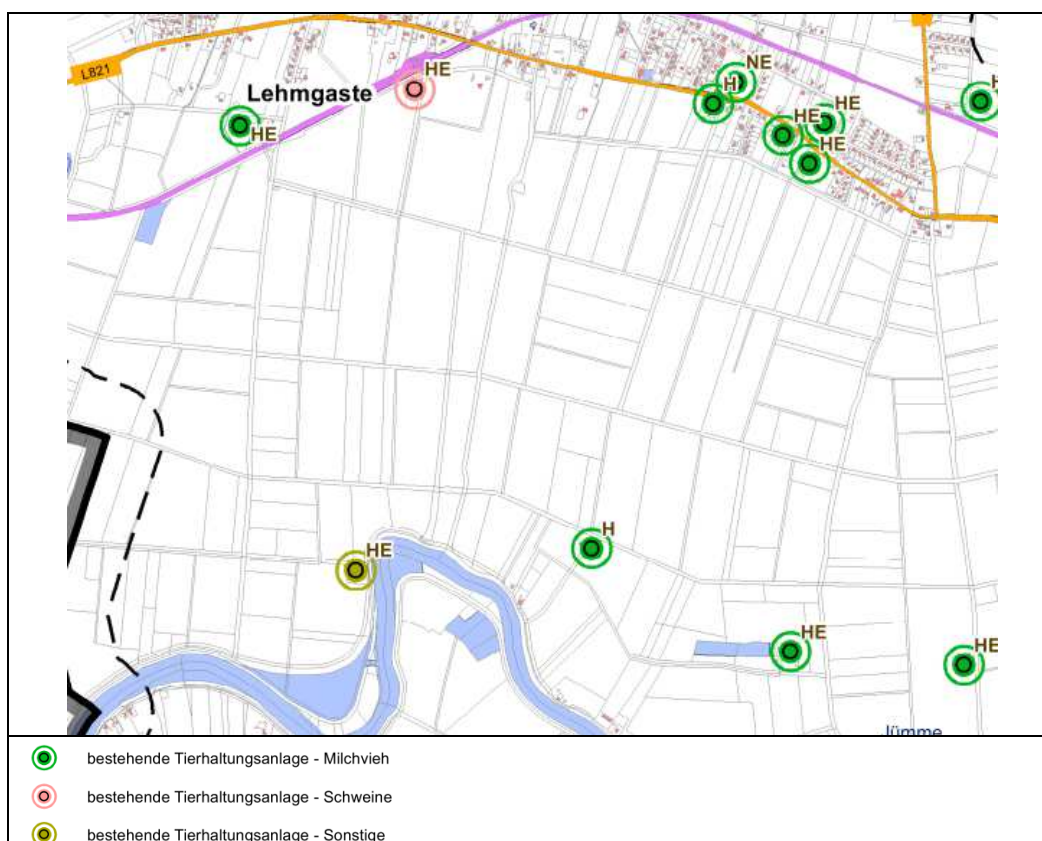 L821
Lehmgaste
HE
HE
NE
H
HE
HE
HE
H
H
HE
HE
HE
Jümme
bestehende Tierhaltungsanlage - Milchvieh
bestehende Tierhaltungsanlage - Schweine
bestehende Tierhaltungsanlage - Sonstige